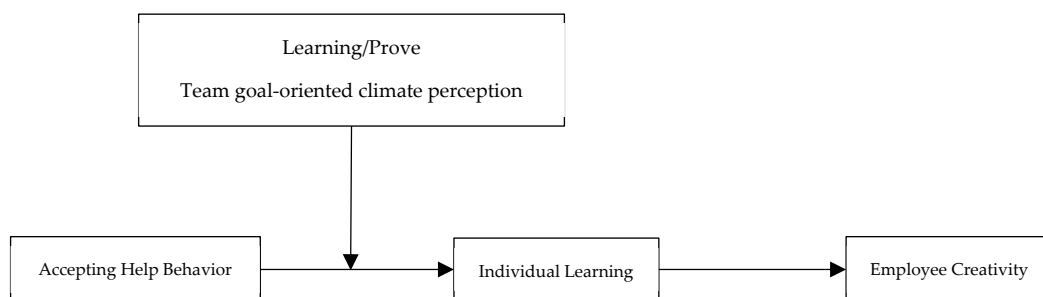 Learning/Prove
Team goal-oriented climate perception
Accepting Help Behavior
Individual Learning
Employee Creativity